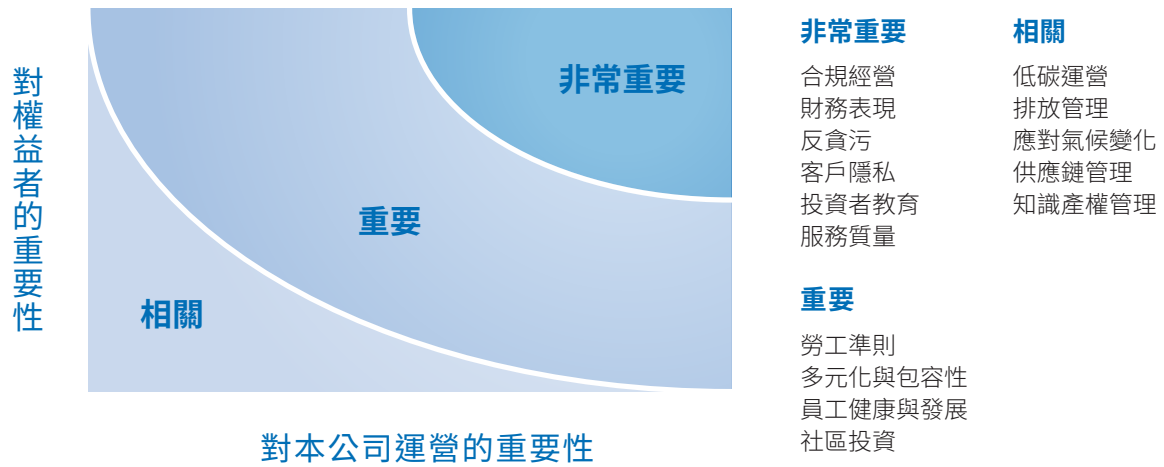 對權益者的重要性
非常重要
重要
相關
對本公司運營的重要性
非常重要
合規經營
財務表現
反貪污
客戶隱私
投資者教育
服務質量
重要
勞工準則
多元化與包容性
員工健康與發展
社區投資
相關
低碳運營
排放管理
應對氣候變化
供應鏈管理
知識產權管理